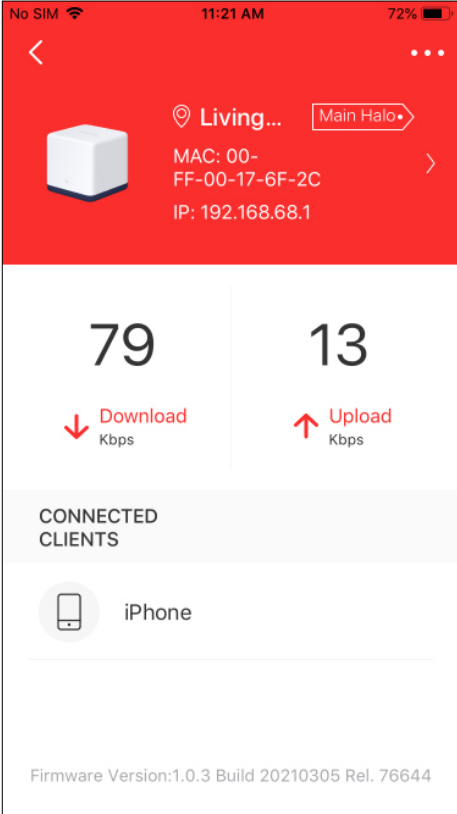 No SIM 11:21 AM 72%
Living... Main Halo
MAC: 00-
FF-00-17-6F-2C
IP: 192.168.68.1
79 13
Download Upload
Kbps Kbps
CONNECTED
CLIENTS
iPhone
Firmware Version:1.0.3 Build 20210305 Rel. 76644